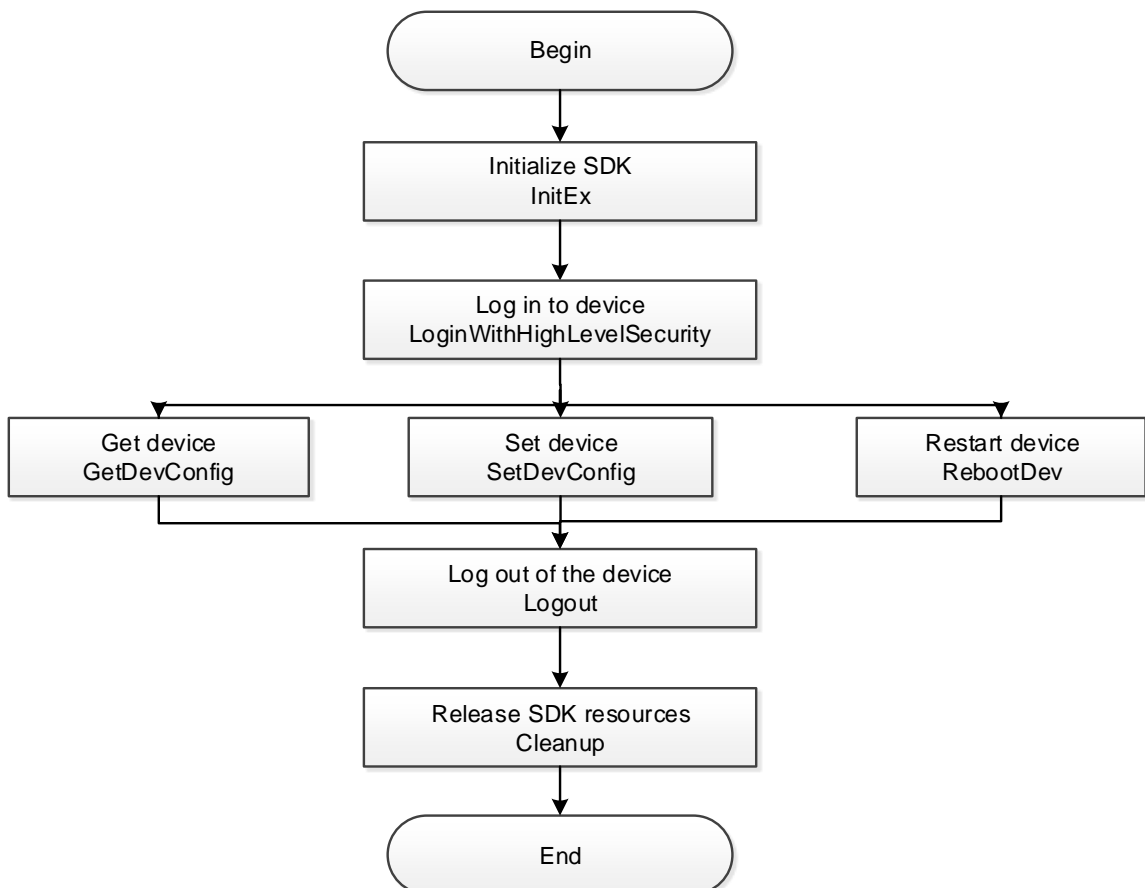 Begin
Initialize SDK
InitEx
Log in to device
LoginWithHighLevelSecurity
Get device
GetDevConfig
Set device
SetDevConfig
Restart device
RebootDev
Log out of the device
Logout
Release SDK resources
Cleanup
End